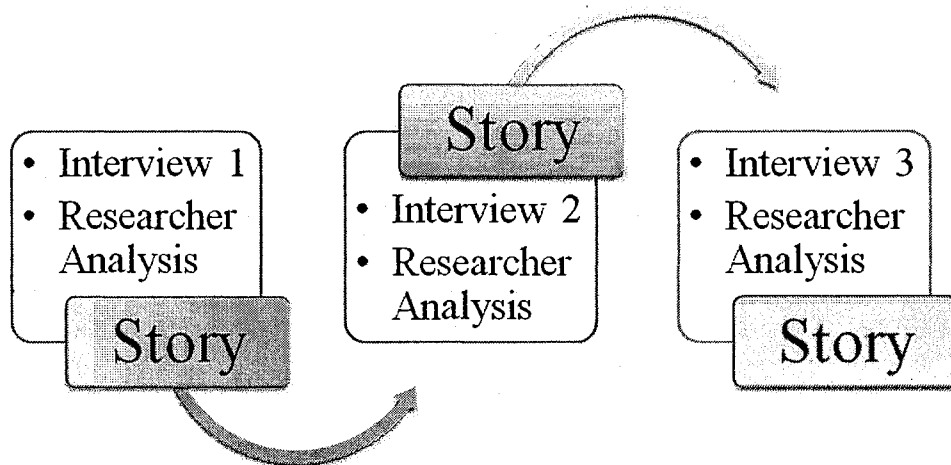 • Interview 1
• Researcher
Analysis
Story
Story
• Interview 2
• Researcher
Analysis
• Interview 3
• Researcher
Analysis
Story